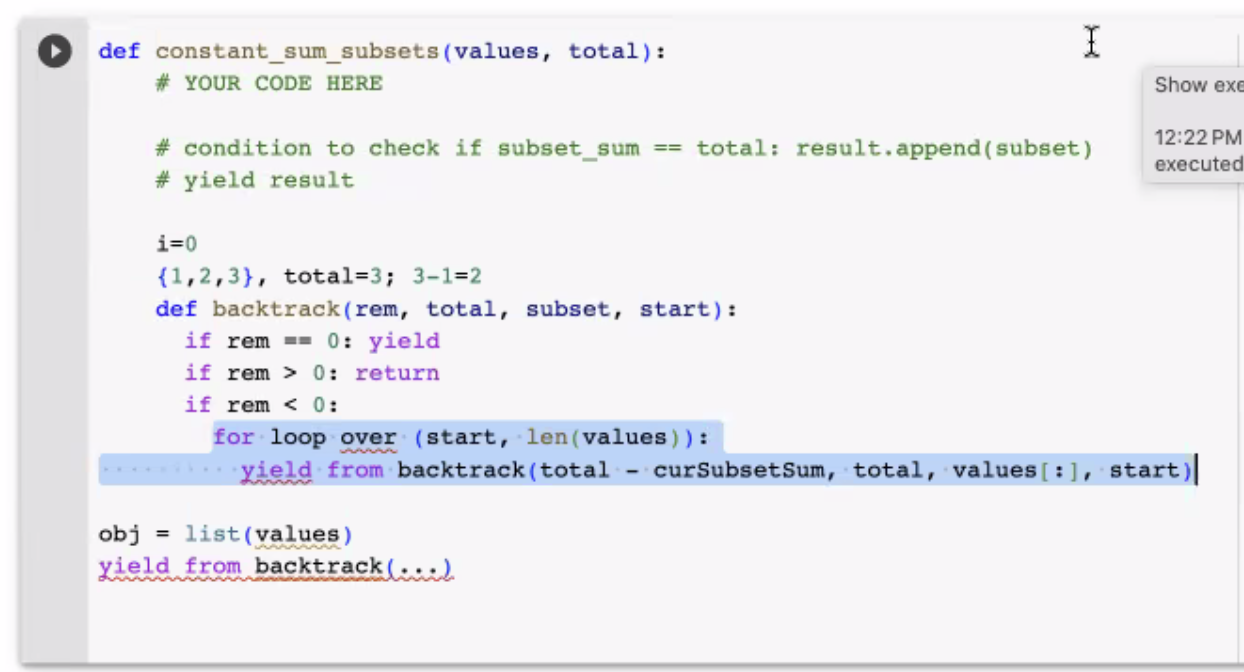 def constant_sum_subsets(values, total):
# YOUR CODE HERE
Show exe
# condition to check if subset_sum == total: result.append(subset)
12:22 PM
executed
# yield result
i=0
{1,2,3}, total=3; 3-1=2
def backtrack(rem, total, subset, start):
if rem == 0: yield
if rem > 0: return
if rem < 0:
for loop over (start, len(values)):
yield from backtrack(total - curSubsetSum, total, values[:], start)
obj = list(values)
yield from backtrack(...)